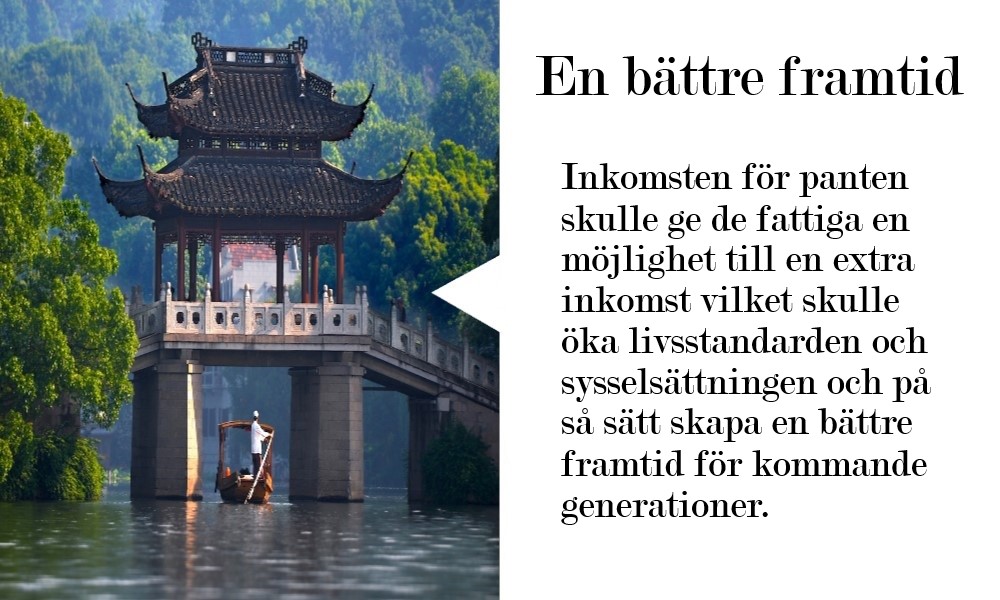 En bättre framtid
Inkomsten för panten
skulle ge de fattiga en
möjlighet till en extra
inkomst vilket skulle
öka livsstandarden och
sysselsättningen och på
så sätt skapa en bättre
framtid för kommande
generationer.